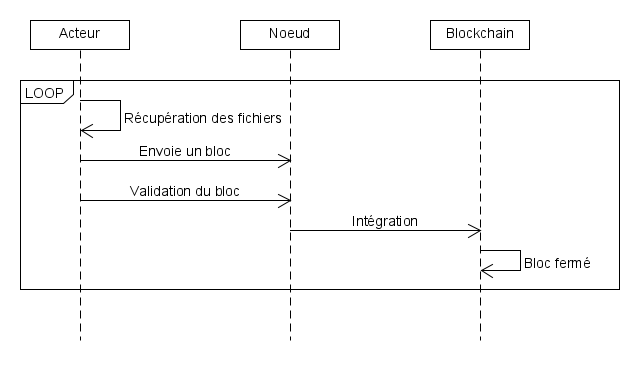 Acteur
Noeud
Blockchain
LOOP
Récupération des fichiers
Envoie un bloc
Validation du bloc
Intégration
Bloc fermé